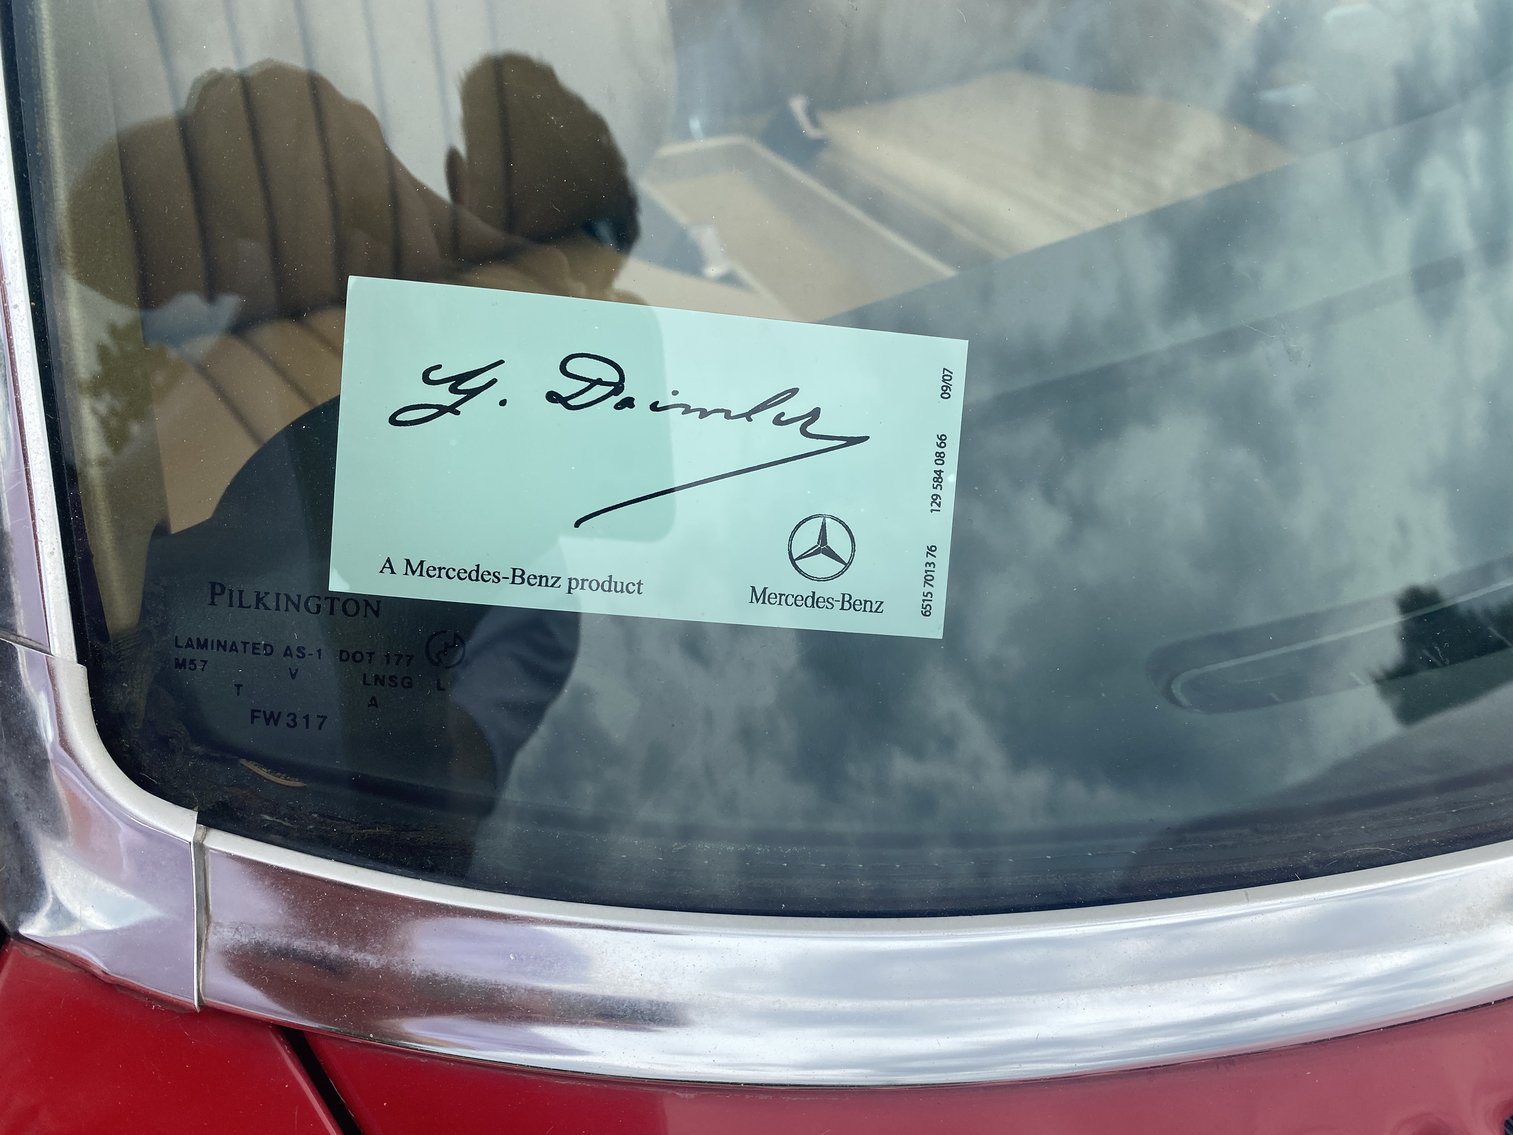 G. Daimler
A Mercedes-Benz product
Mercedes-Benz
6515 7013 76 129 584 08 66 09/07
PILKINGTON
LAMINATED AS-1 DOT 177
M57 V LNSG L
T A
FW317